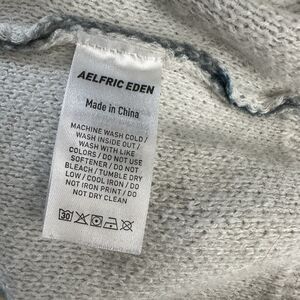 AELFRIC EDEN
Made in China
MACHINE WASH COLD /
WASH INSIDE OUT /
WASH WITH LIKE
COLORS / DO NOT USE
SOFTENER / DO NOT
BLEACH / TUMBLE DRY
LOW / COOL IRON / DO
NOT IRON PRINT / DO
NOT DRY CLEAN
30